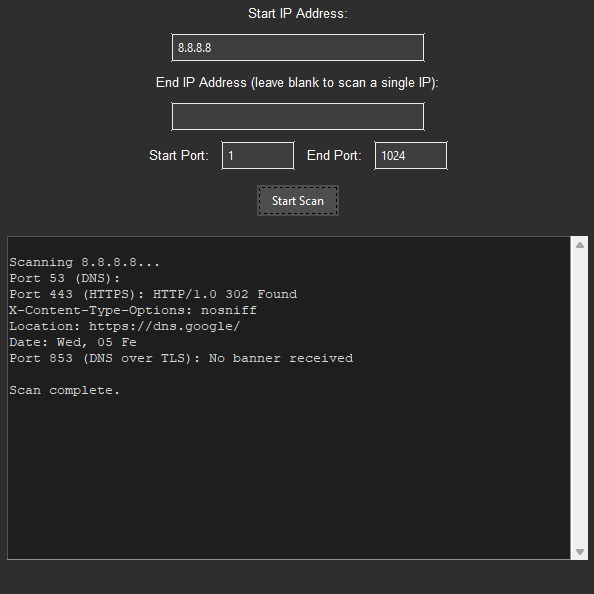 Start IP Address:
8.8.8.8
End IP Address (leave blank to scan a single IP):
Start Port: 1 End Port: 1024
Start Scan
Scanning 8.8.8.8...
Port 53 (DNS):
Port 443 (HTTPS): HTTP/1.0 302 Found
X-Content-Type-Options: nosniff
Location: https://dns.google/
Date: Wed, 05 Fe
Port 853 (DNS over TLS): No banner received
Scan complete.